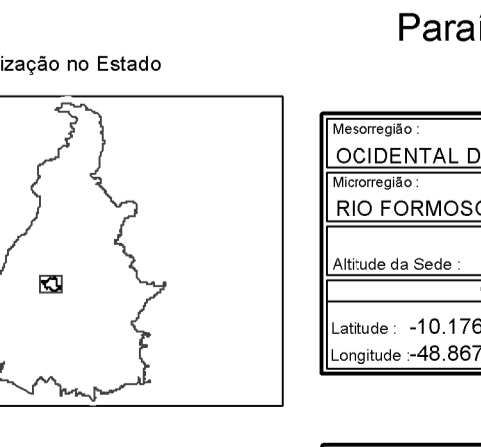 Paraí
ização no Estado
Mesorregião :
OCIDENTAL D
Microrregião :
RIO FORMOSO
Altitude da Sede :
Latitude : -10.176
Longitude :-48.867